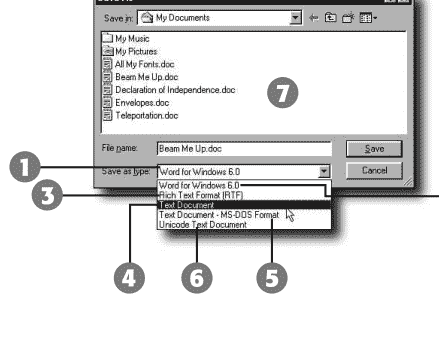 Save in: My Documents
My Music
My Pictures
All My Fonts.doc
Beam Me Up.doc
Declaration of Independence.doc
Envelopes.doc
Teleportation.doc
7
File name: Beam Me Up.doc Save
1 Save as type: Word for Windows 6.0 Cancel
Word for Windows 6.0
3 Rich Text Format (RTF)
Text Document
Text Document - MS-DOS Format
Unicode Text Document
4 6 5